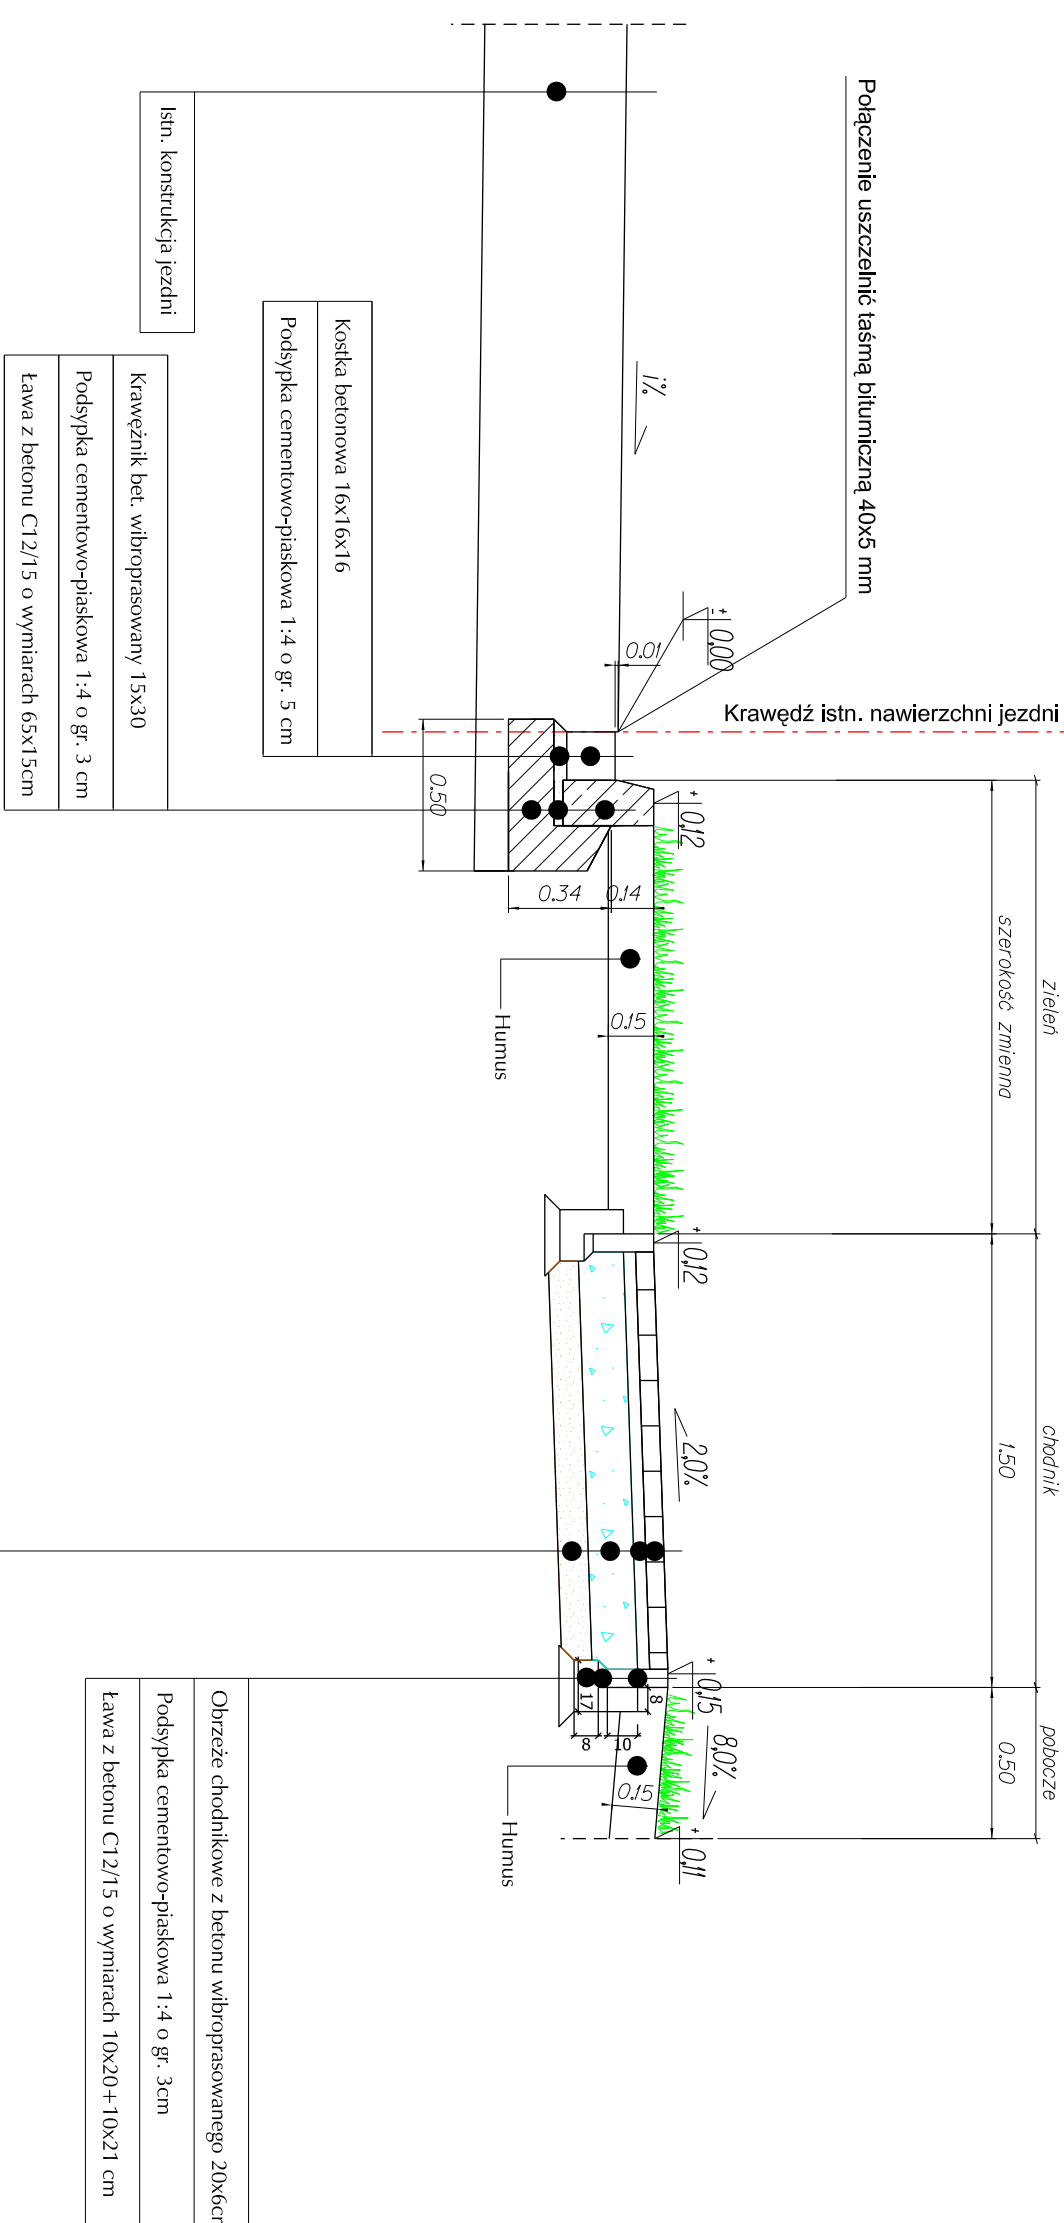 zieleń
chodnik
pobocze
szerokość zmienna
1.50
0.50
Połączenie uszczelnić taśmą bitumiczną 40x5 mm
Krawędź istn. nawierzchni jezdni
i%
± 0,00
0.01
+ 0,12
+ 0,12
2,0%
+ 0,15
8,0%
+ 0,11
0.50
0.34
0.14
0.15
Humus
17
8
8
10
0.15
Humus
Istn. konstrukcja jezdni
Kostka betonowa 16x16x16
Podsypka cementowo-piaskowa 1:4 o gr. 5 cm
Krawężnik bet. wibroprasowany 15x30
Podsypka cementowo-piaskowa 1:4 o gr. 3 cm
Ława z betonu C12/15 o wymiarach 65x15cm
Obrzeże chodnikowe z betonu wibroprasowanego 20x6c
Podsypka cementowo-piaskowa 1:4 o gr. 3cm
Ława z betonu C12/15 o wymiarach 10x20+10x21 cm